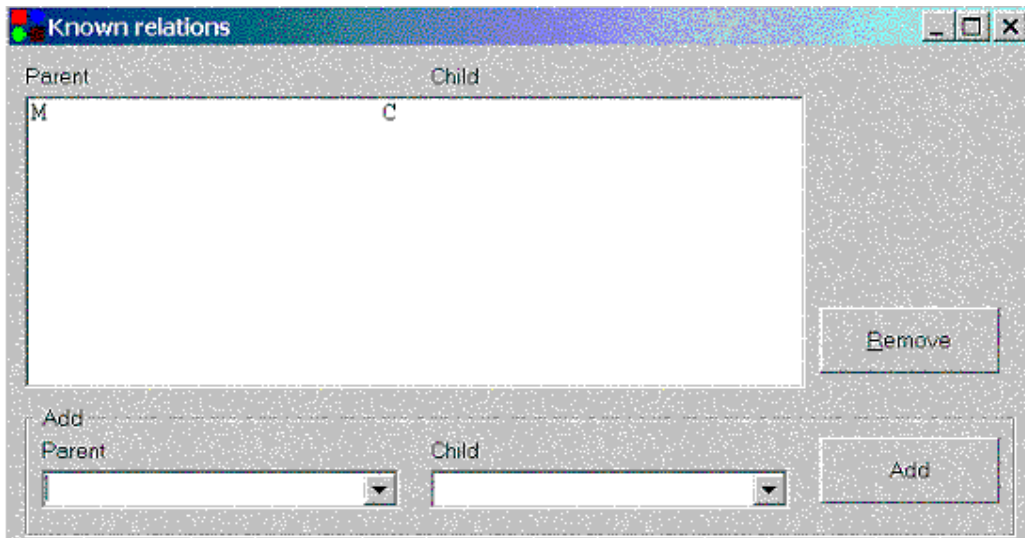 Known relations
Parent Child
M C
Remove
Add
Parent Child
Add